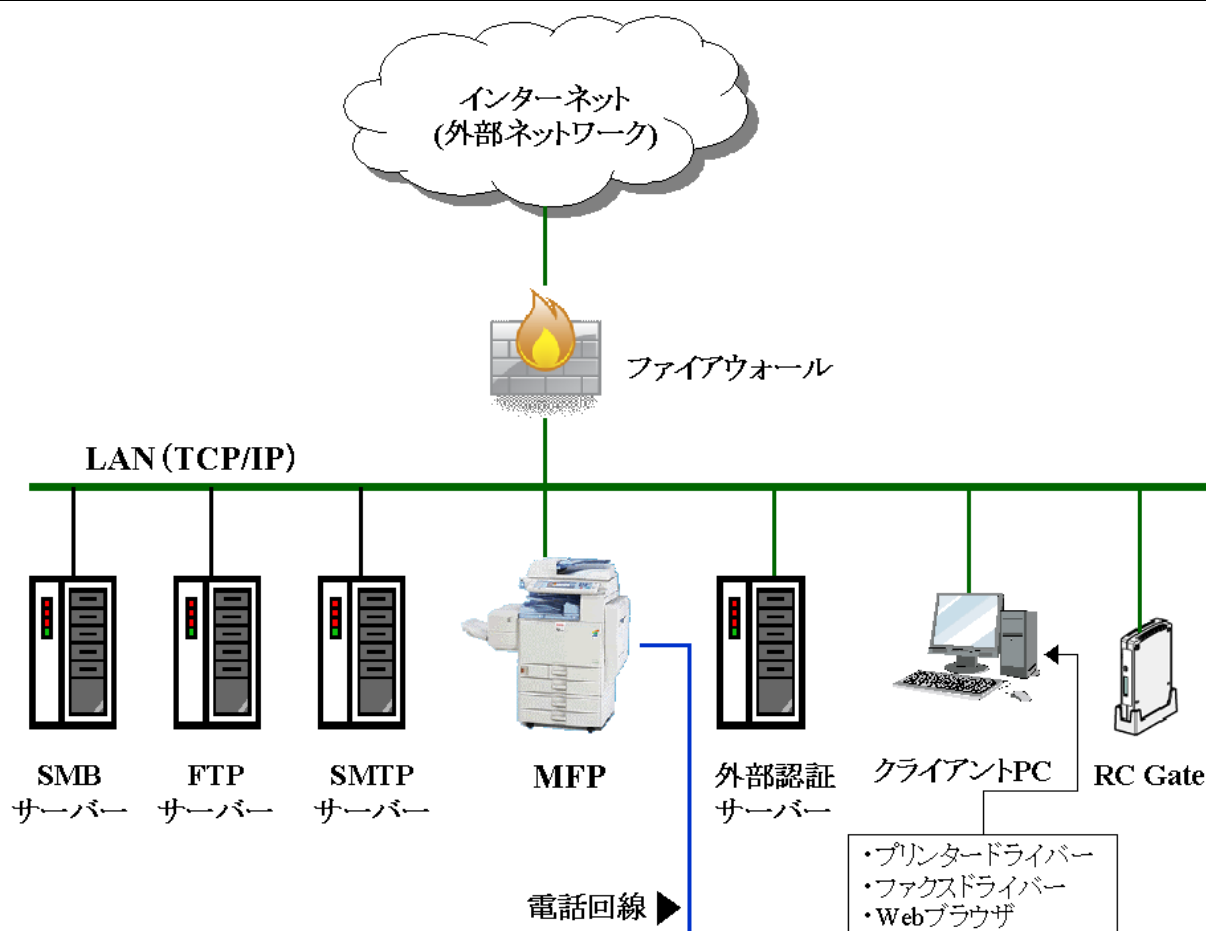 インターネット
(外部ネットワーク)
ファイアウォール
LAN（TCP/IP）
SMB
サーバー
FTP
サーバー
SMTP
サーバー
MFP
外部認証
サーバー
クライアントPC
RC Gate
・プリンタードライバー
・ファクスドライバー
・Webブラウザ
電話回線